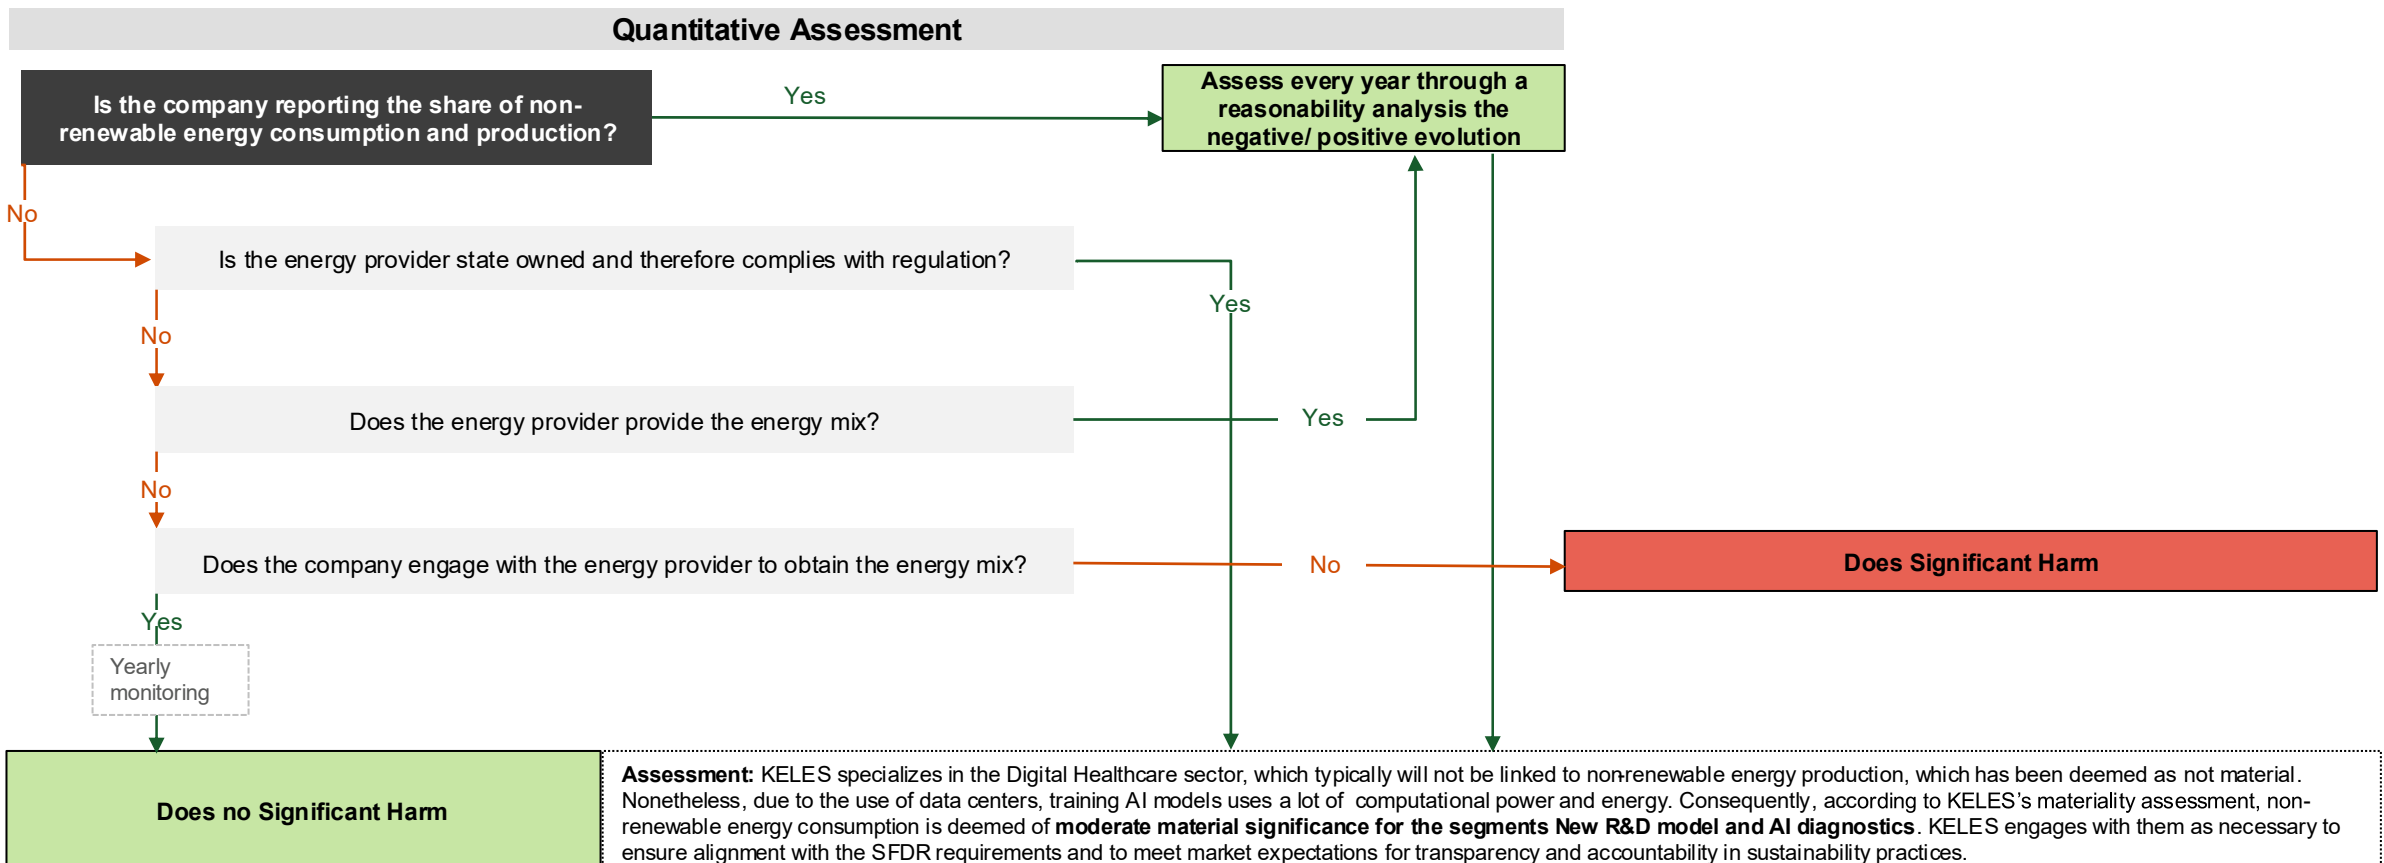 Quantitative Assessment
Is the company reporting the share of non-
renewable energy consumption and production?
Yes
Assess every year through a
reasonability analysis the
negative/ positive evolution
No
Is the energy provider state owned and therefore complies with regulation?
Yes
No
Does the energy provider provide the energy mix?
Yes
No
Does the company engage with the energy provider to obtain the energy mix?
No
Does Significant Harm
Yes
Yearly
monitoring
Does no Significant Harm
Assessment: KELES specializes in the Digital Healthcare sector, which typically will not be linked to non-renewable energy production, which has been deemed as not material.
Nonetheless, due to the use of data centers, training AI models uses a lot of computational power and energy. Consequently, according to KELES's materiality assessment, non-
renewable energy consumption is deemed of moderate material significance for the segments New R&D model and AI diagnostics. KELES engages with them as necessary to
ensure alignment with the SFDR requirements and to meet market expectations for transparency and accountability in sustainability practices.